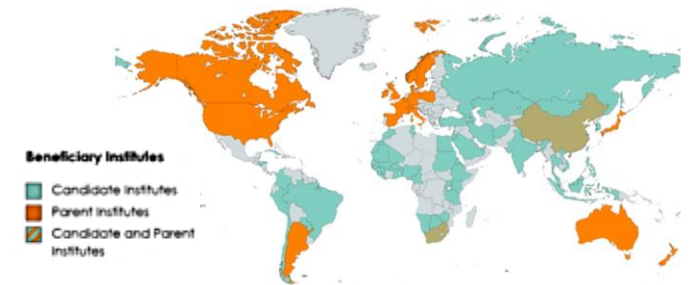 Beneficiary Institutes
Candidate Institutes
Parent Institutes
Candidate and Parent
Institutes